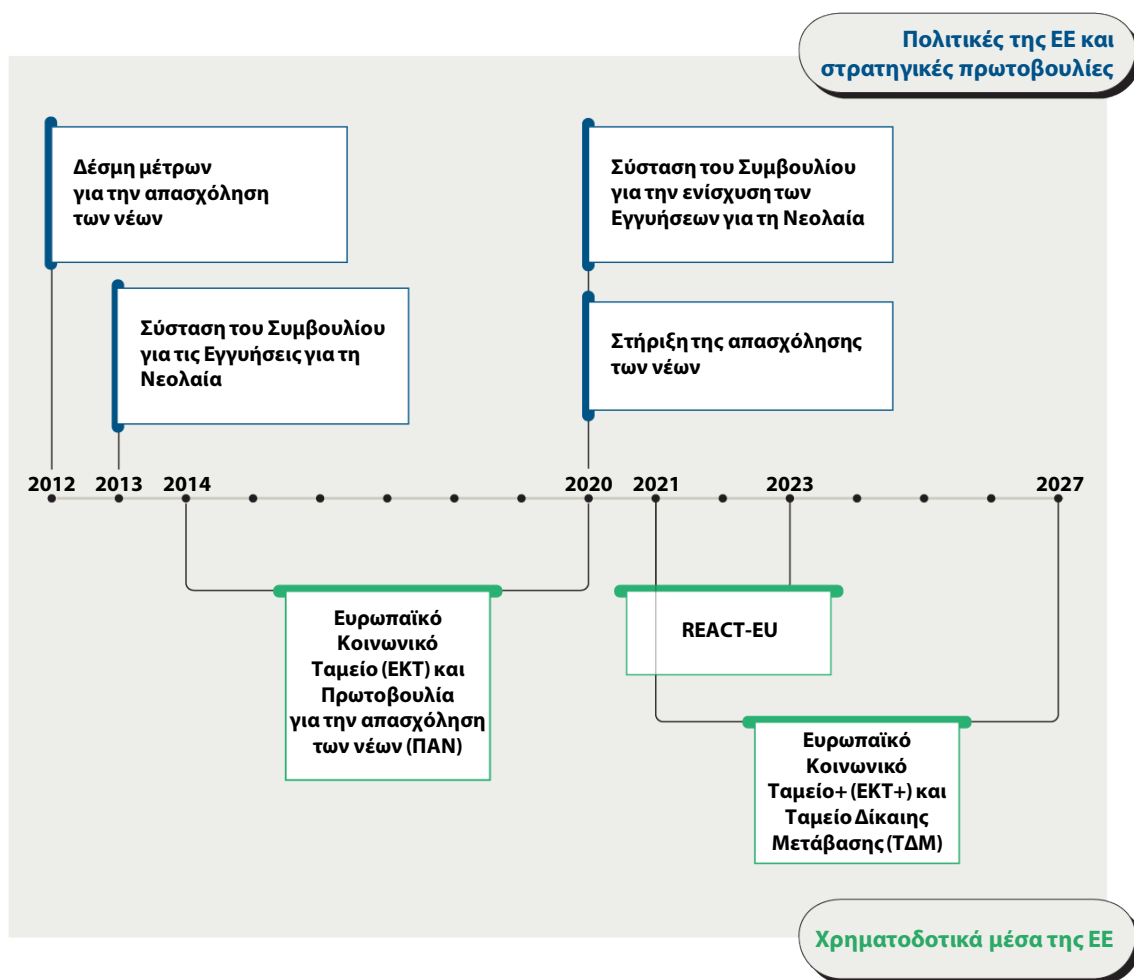 Πολιτικές της ΕΕ και
στρατηγικές πρωτοβουλίες
Δέσμη μέτρων
για την απασχόληση
των νέων
Σύσταση του Συμβουλίου
για την ενίσχυση των
Εγγυήσεων για τη Νεολαία
Σύσταση του Συμβουλίου
για τις Εγγυήσεις για τη
Νεολαία
Στήριξη της απασχόλησης
των νέων
2012 2013 2014 2020 2021 2023 2027
Ευρωπαϊκό
Κοινωνικό
Ταμείο (ΕΚΤ) και
Πρωτοβουλία
για την απασχόληση
των νέων (ΠΑΝ)
REACT-EU
Ευρωπαϊκό
Κοινωνικό
Ταμείο+ (ΕΚΤ+) και
Ταμείο Δίκαιης
Μετάβασης (ΤΔΜ)
Χρηματοδοτικά μέσα της ΕΕ